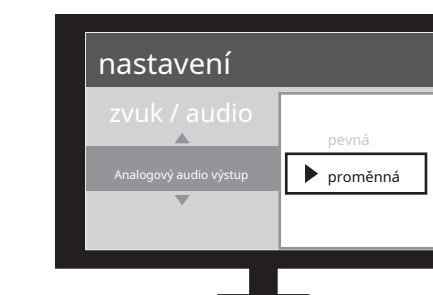 nastavení
zvuk / audio
pevná
Analogový audio výstup
proměnná